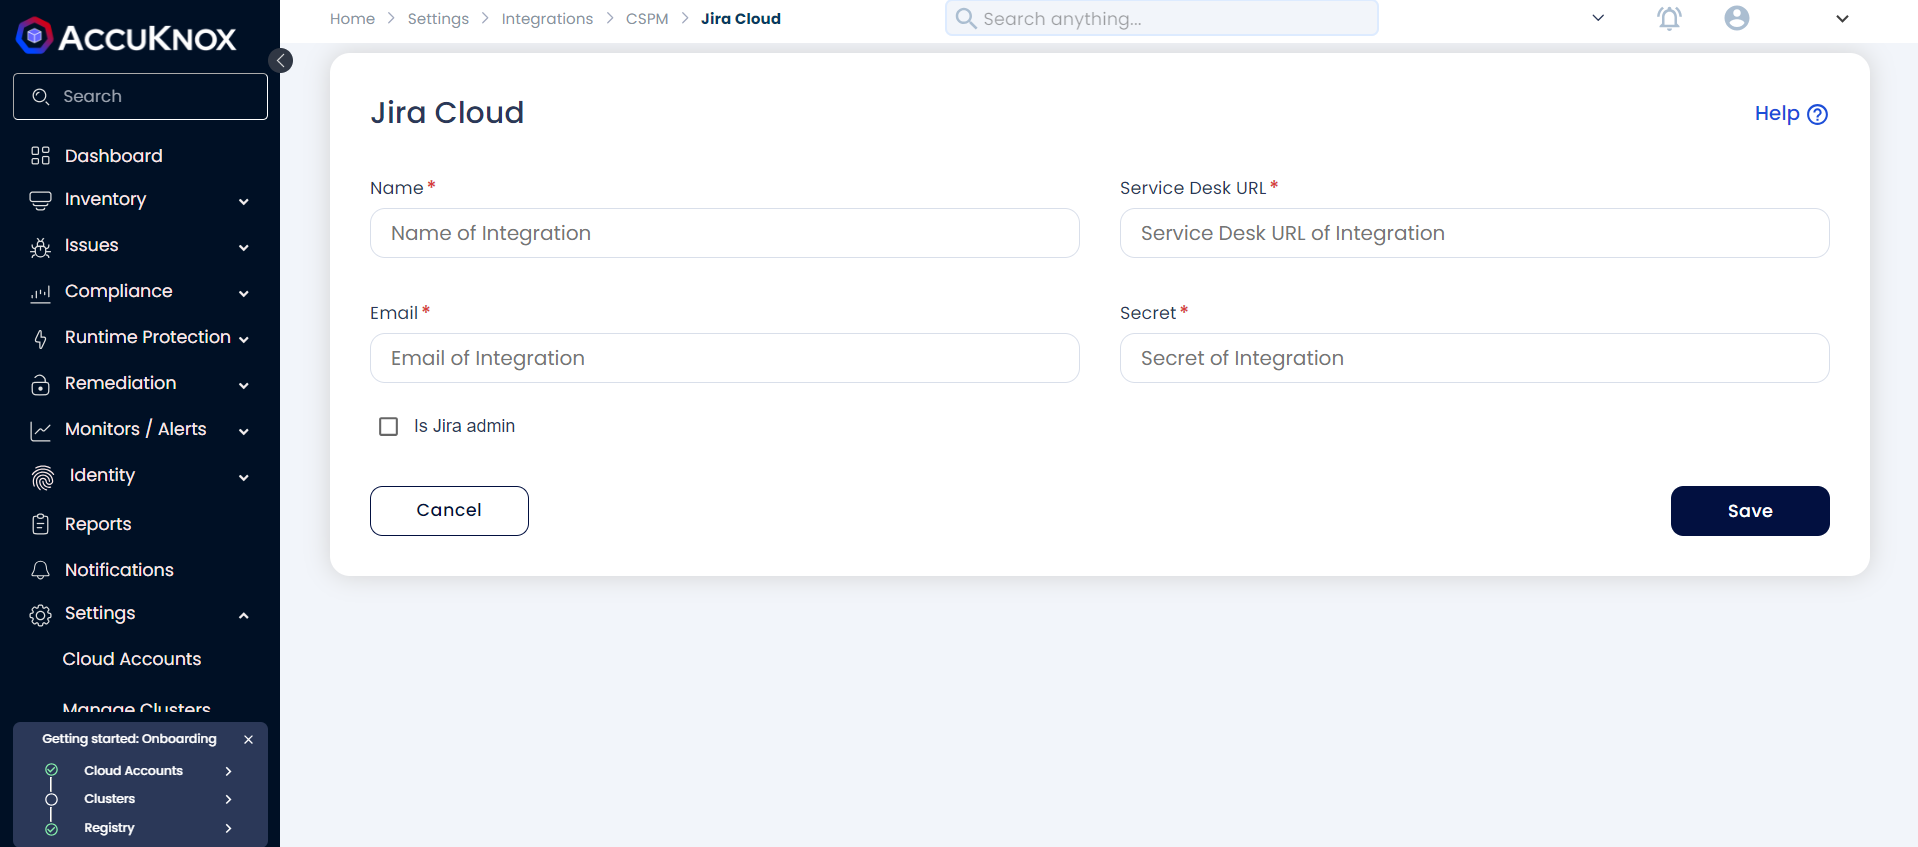 ACCUKNOX
Home > Settings > Integrations > CSPM > Jira Cloud
Search anything...
Search
Dashboard
Inventory
Issues
Compliance
Runtime Protection
Remediation
Monitors / Alerts
Identity
Reports
Notifications
Settings
Cloud Accounts
Manage Clusters
Getting started: Onboarding
Cloud Accounts
Clusters
Registry
Jira Cloud
Help
Name *
Name of Integration
Service Desk URL *
Service Desk URL of Integration
Email *
Email of Integration
Secret *
Secret of Integration
Is Jira admin
Cancel
Save